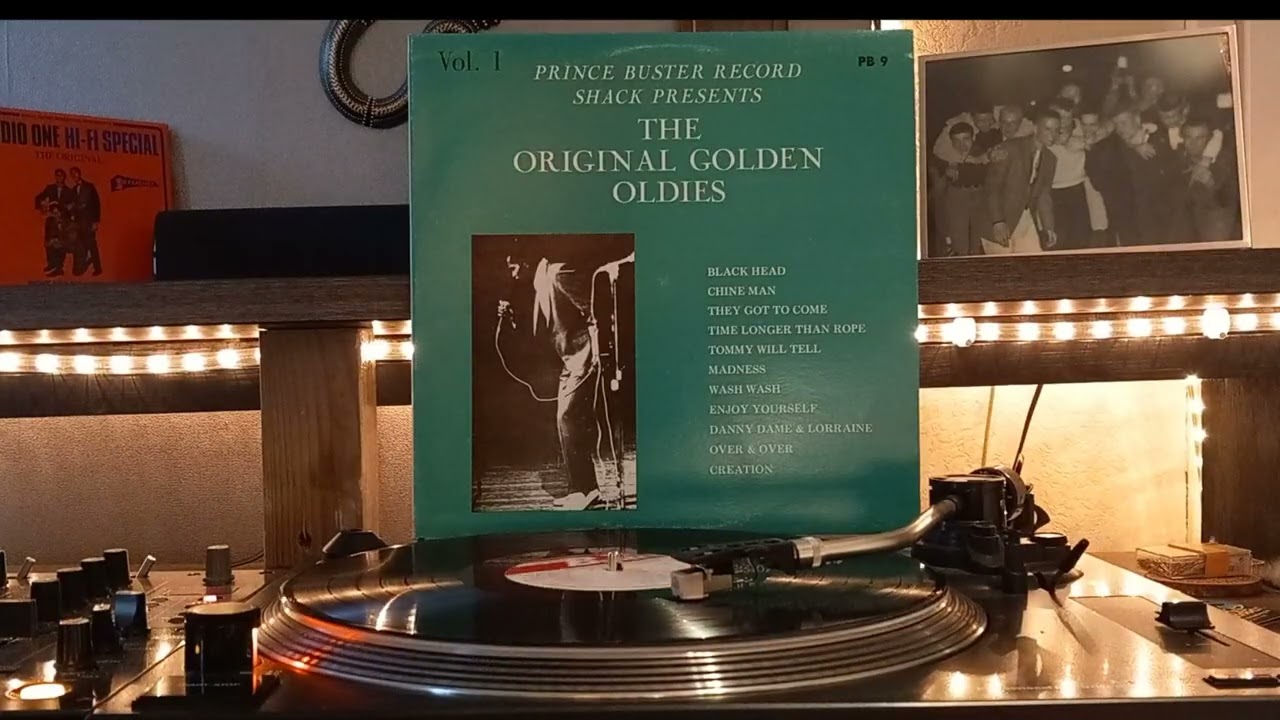 Vol. 1
PB 9
PRINCE BUSTER RECORD
SHACK PRESENTS
THE
ORIGINAL GOLDEN
OLDIES
BLACK HEAD
CHINE MAN
THEY GOT TO COME
TIME LONGER THAN ROPE
TOMMY WILL TELL
MADNESS
WASH WASH
ENJOY YOURSELF
DANNY DAME & LORRAINE
OVER & OVER
CREATION
DIO ONE HI-FI SPECIAL
THE ORIGINAL